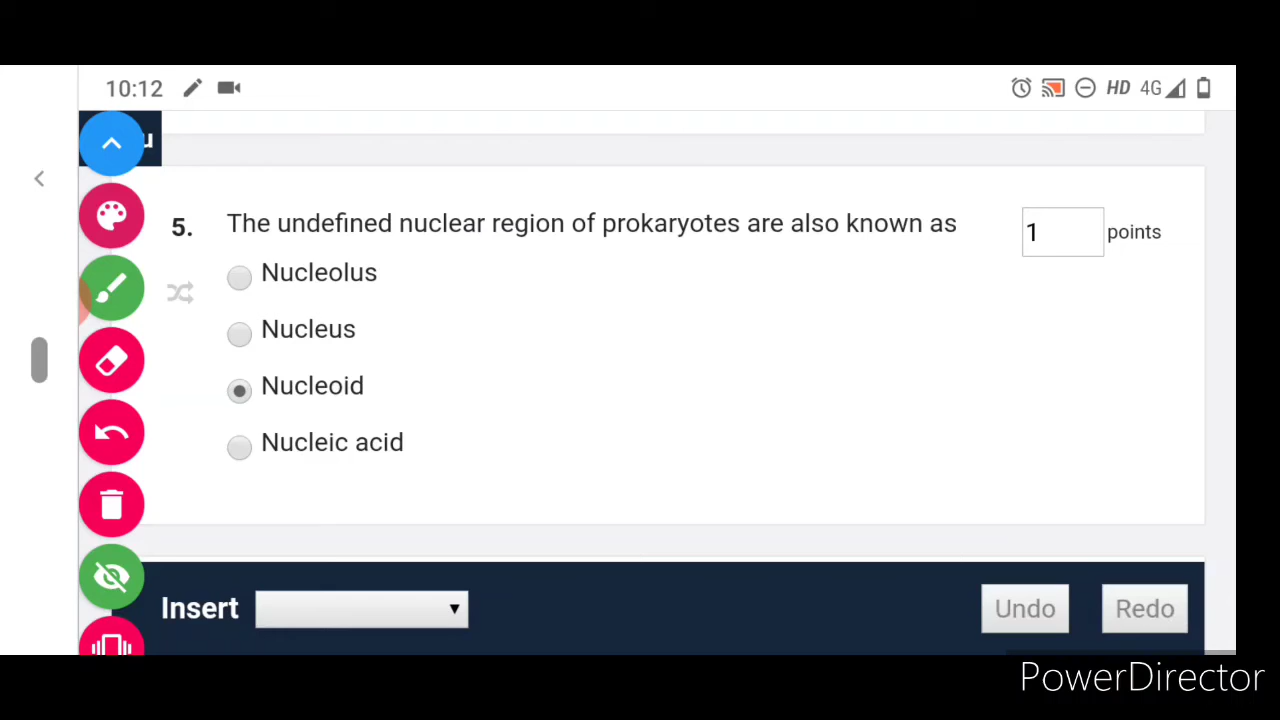 10:12 HD 4G
u
5. The undefined nuclear region of prokaryotes are also known as 1 points
Nucleolus
Nucleus
Nucleoid
Nucleic acid
Insert Undo Redo
PowerDirector